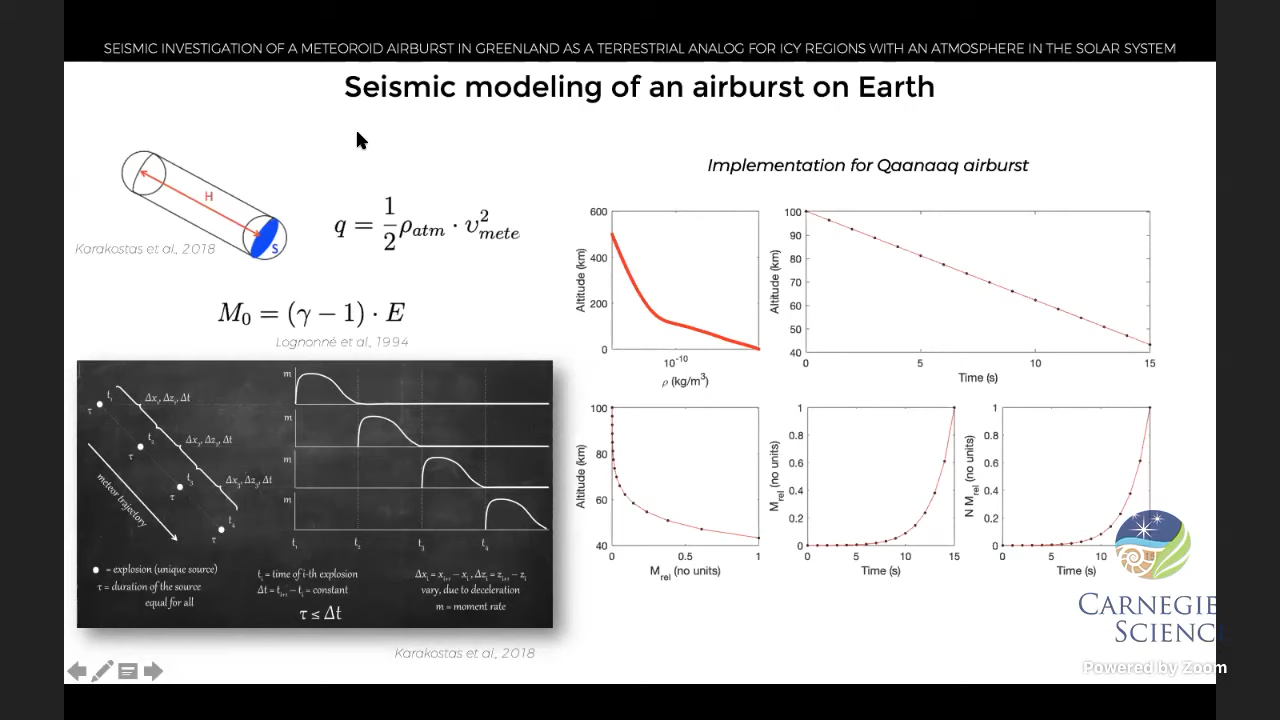 SEISMIC INVESTIGATION OF A METEOROID AIRBURST IN GREENLAND AS A TERRESTRIAL ANALOG FOR ICY REGIONS WITH AN ATMOSPHERE IN THE SOLAR SYSTEM
Seismic modeling of an airburst on Earth
H
S
Karakostas et al., 2018
q = 1/2 ρ_atm · υ²_mete
M₀ = (γ − 1) · E
Lognonné et al, 1994
t₁
τ
Δx₁, Δz₁, Δt
t₂
τ
Δx₂, Δz₂, Δt
t₃
τ
Δx₃, Δz₃, Δt
t₄
τ
meteor trajectory
m
m
m
m
t₁ t₂ t₃ t₄
= explosion (unique source)
τ = duration of the source
equal for all
tᵢ = time of i-th explosion
Δt = tᵢ₊₁ – tᵢ = constant
τ ≤ Δt
Δxᵢ = xᵢ₊₁ – xᵢ , Δzᵢ = zᵢ₊₁ – zᵢ
vary, due to deceleration
m = moment rate
Karakostas et al, 2018
Implementation for Qaanaaq airburst
600
400
200
0
Altitude (km)
10⁻¹⁰
ρ (kg/m³)
100
90
80
70
60
50
40
Altitude (km)
0 5 10 15
Time (s)
100
80
60
40
Altitude (km)
0 0.5 1
M_rel (no units)
1
0.8
0.6
0.4
0.2
0
M_rel (no units)
0 5 10 15
Time (s)
1
0.8
0.6
0.4
0.2
0
N M_rel (no units)
0 5 10
Time (s)
CARNEGIE
SCIENCE
Powered by Zoom